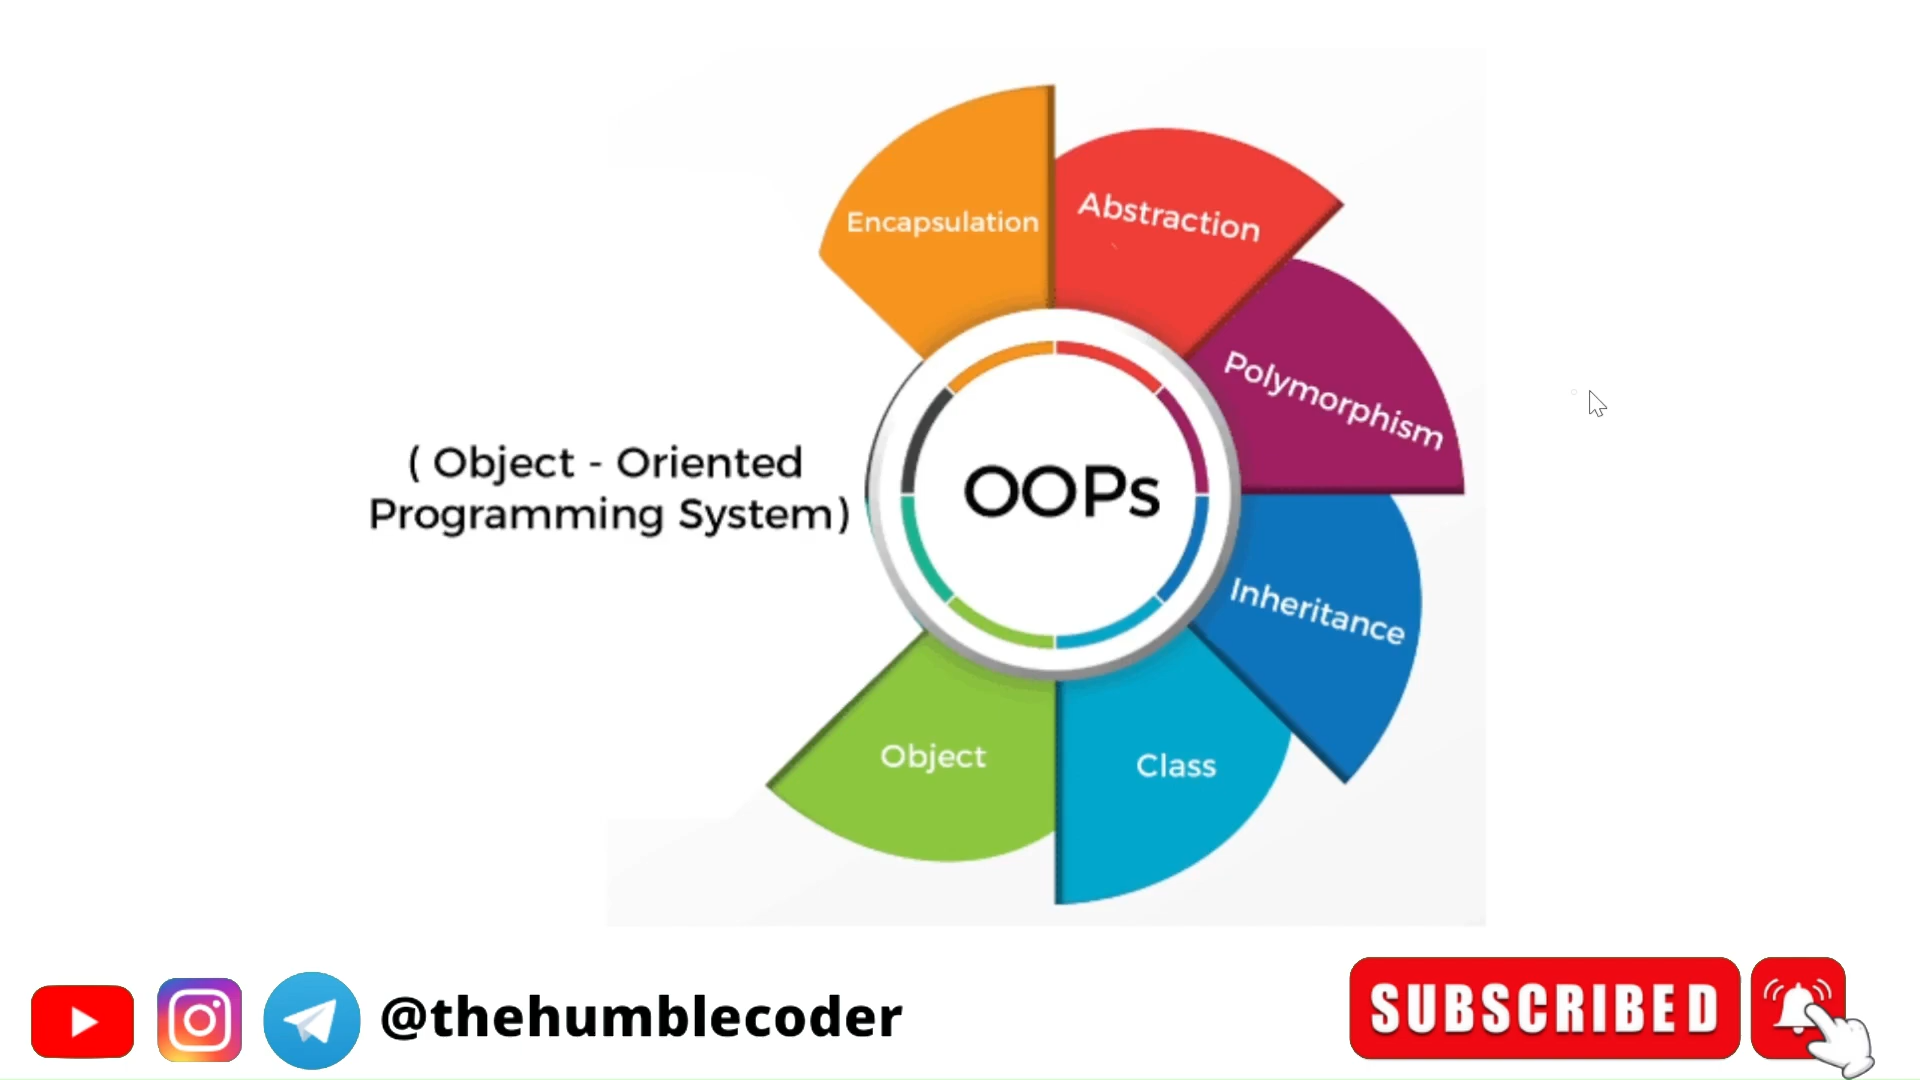 Encapsulation
Abstraction
Polymorphism
( Object - Oriented
Programming System)
OOPs
Inheritance
Object
Class
@thehumblecoder
SUBSCRIBED